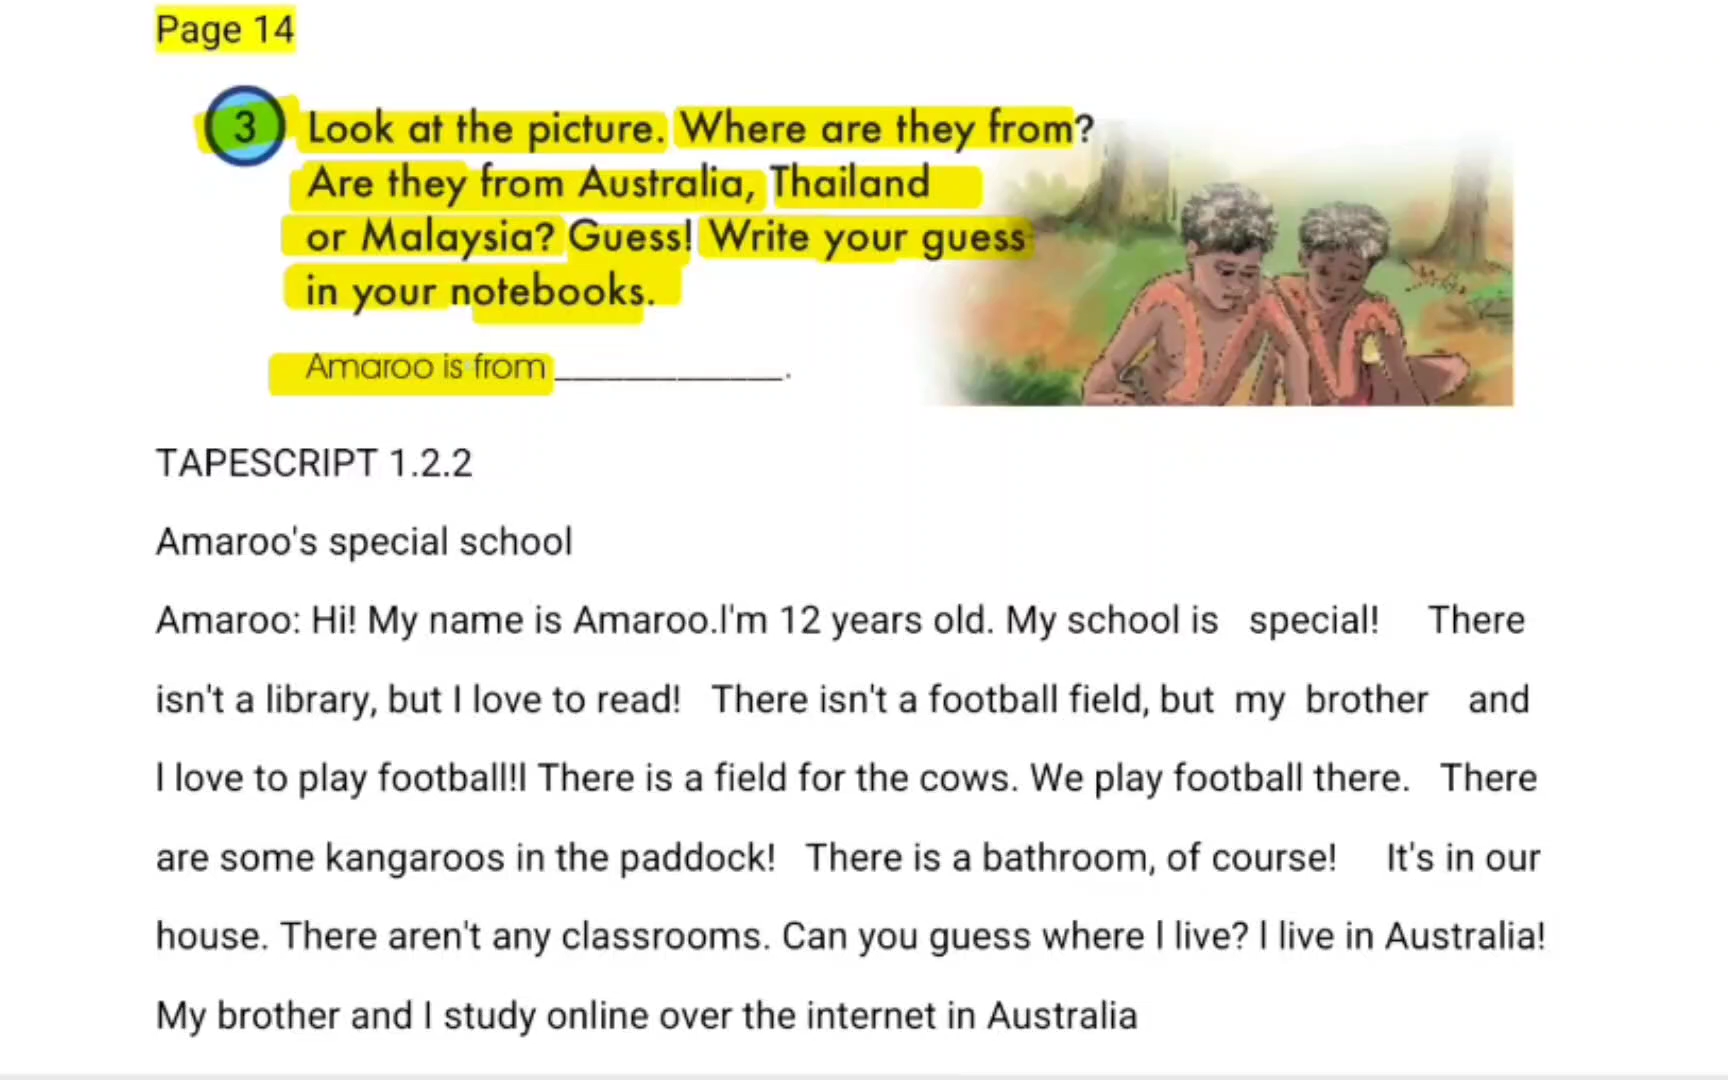 Page 14
3 Look at the picture. Where are they from?
Are they from Australia, Thailand
or Malaysia? Guess! Write your guess
in your notebooks.
Amaroo is from ____________.
TAPESCRIPT 1.2.2
Amaroo's special school
Amaroo: Hi! My name is Amaroo.I'm 12 years old. My school is special! There
isn't a library, but I love to read! There isn't a football field, but my brother and
I love to play football!l There is a field for the cows. We play football there. There
are some kangaroos in the paddock! There is a bathroom, of course! It's in our
house. There aren't any classrooms. Can you guess where I live? I live in Australia!
My brother and I study online over the internet in Australia